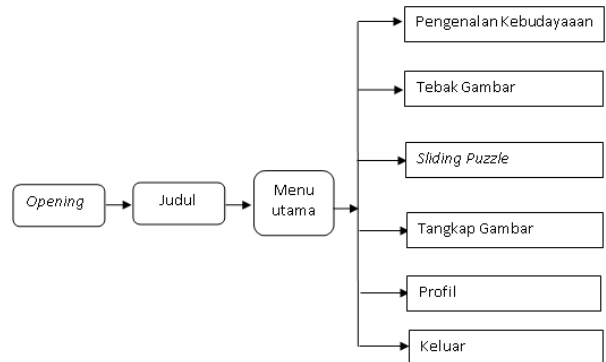 Opening
Judul
Menu
utama
Pengenalan Kebudayaaan
Tebak Gambar
Sliding Puzzle
Tangkap Gambar
Profil
Keluar